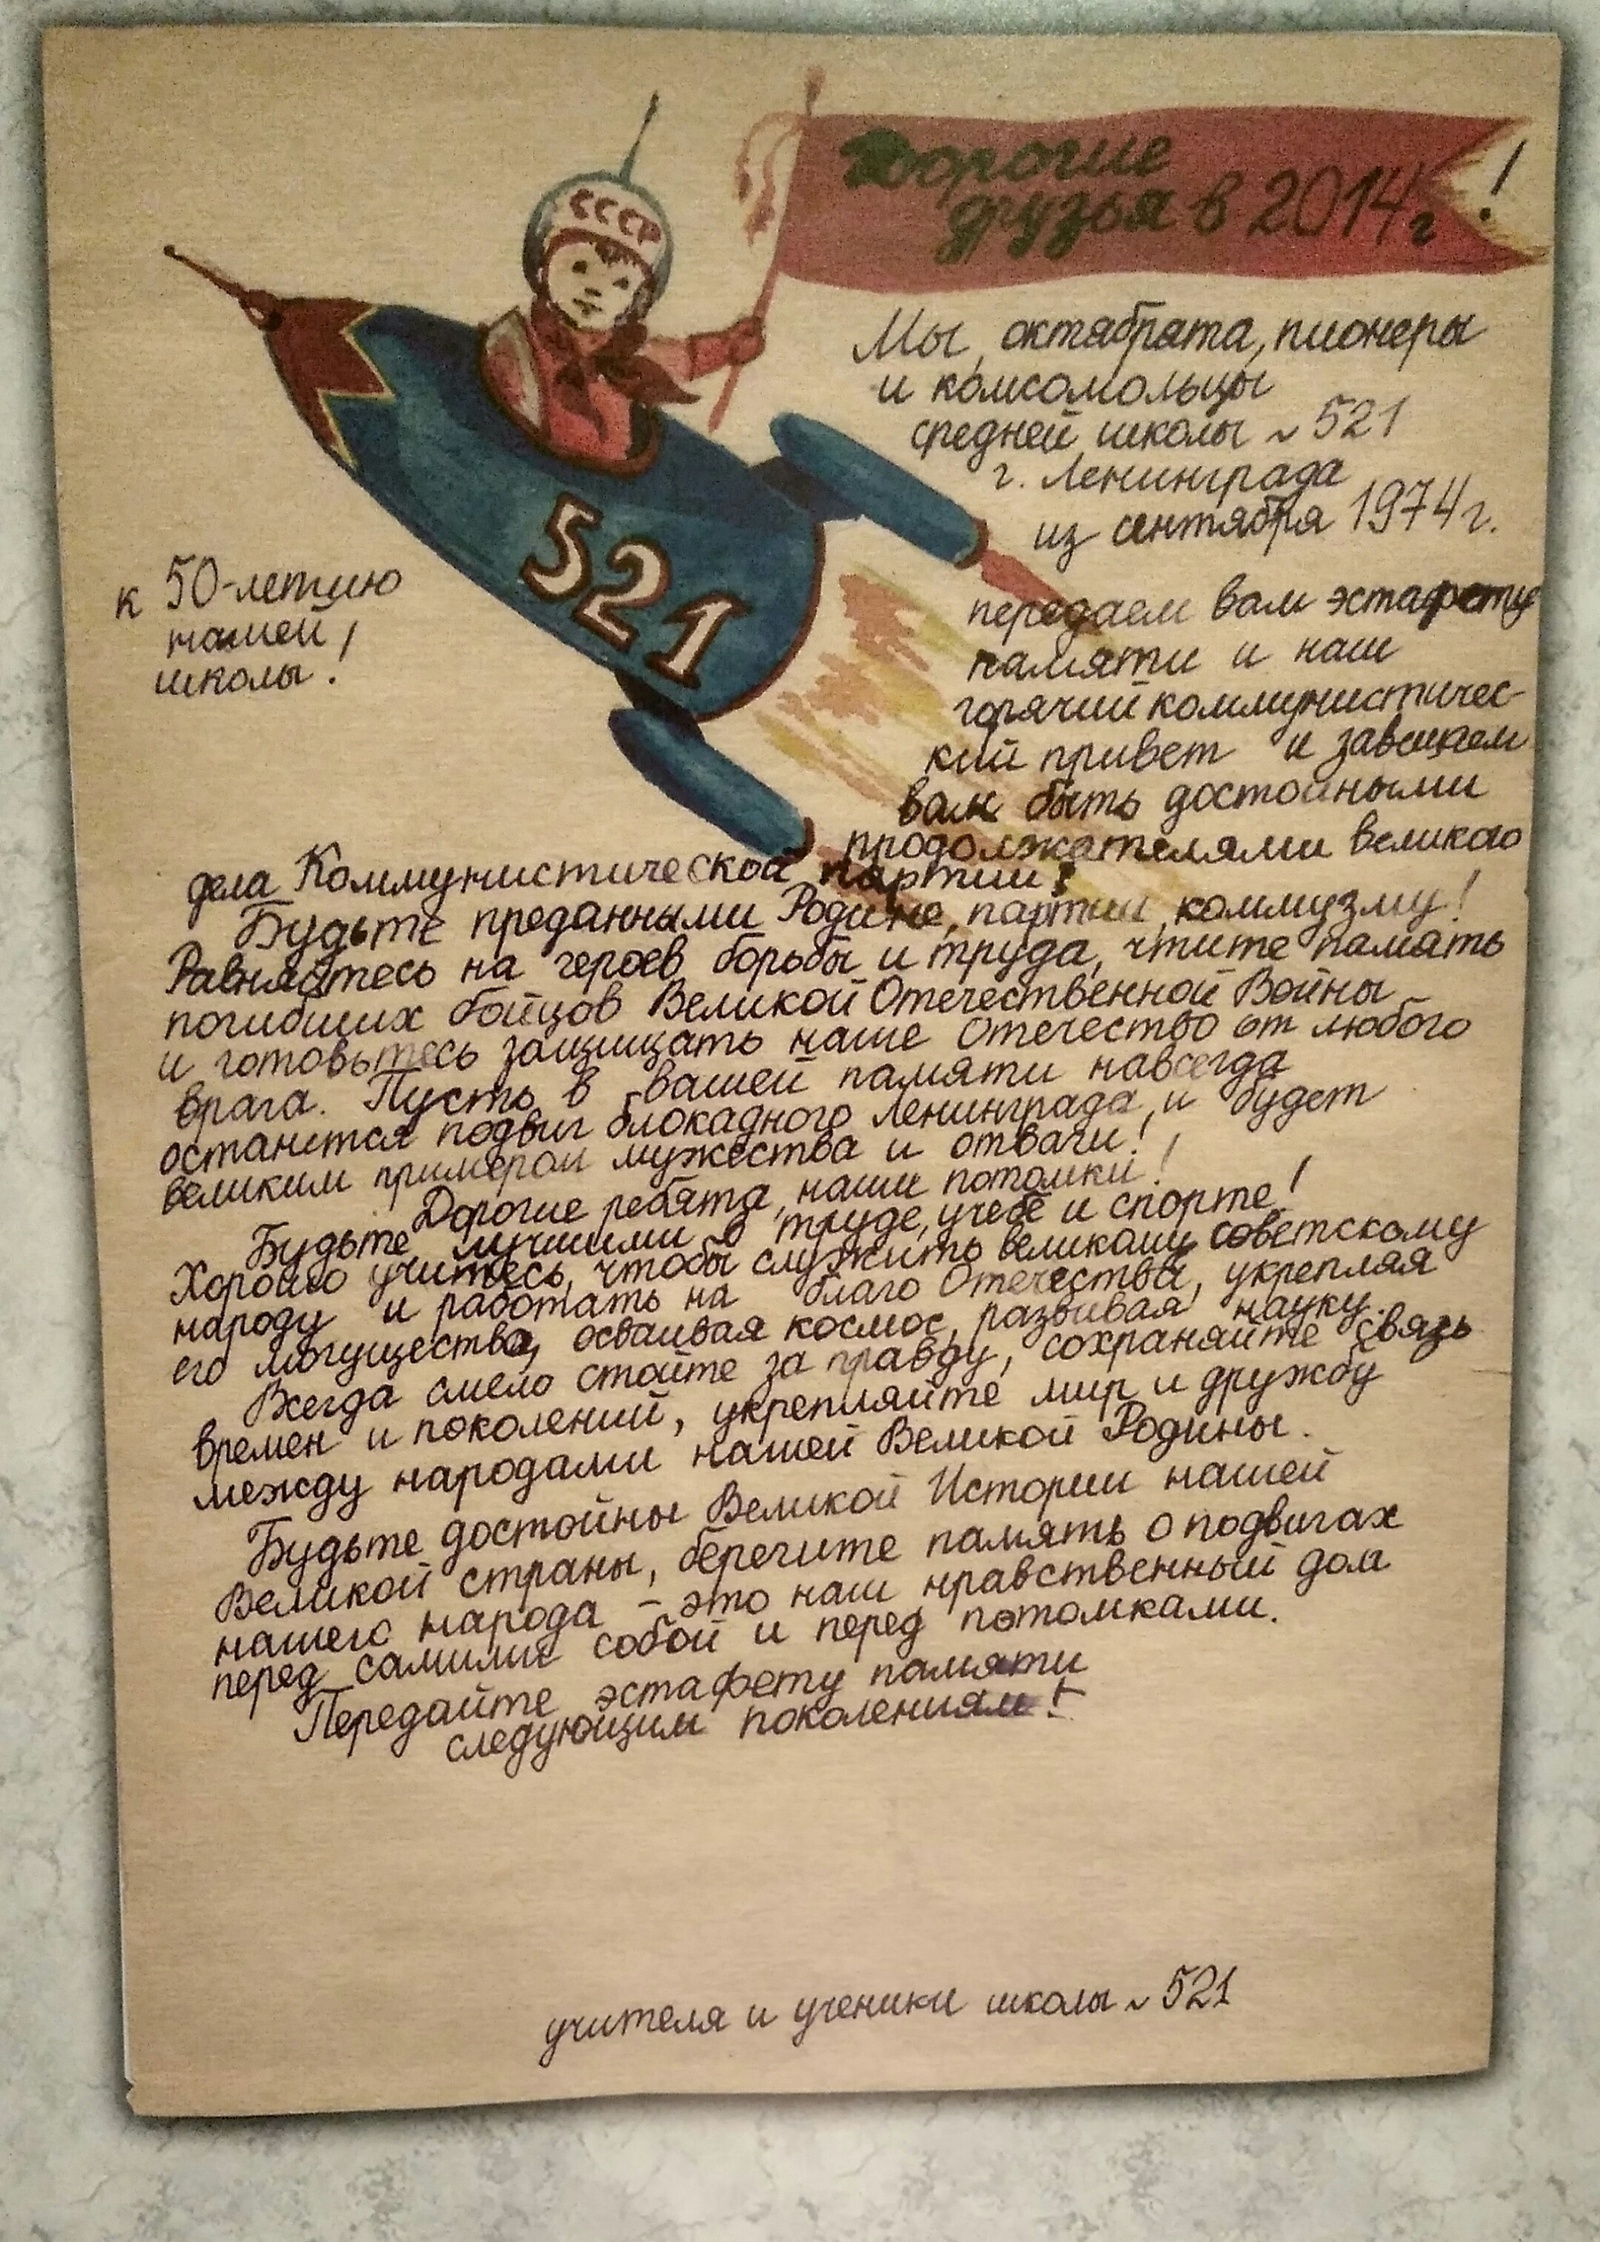 СССР
Дорогие
друзья в 2014 г !
Мы, октябрята, пионеры
и комсомольцы
средней школы ~ 521
г. Ленинграда
из сентября 1974 г.
521
к 50-летию
нашей
школы!
передаем вам эстафету
памяти и наш
горячий коммунистичес-
кий привет и завещаем
вам быть достойными
продолжателями великого
дела Коммунистической партии!
Будьте преданными Родине, партии, коммузму!
Равняйтесь на героев борьбы и труда, чтите память
погибших бойцов Великой Отечественной Войны
и готовьтесь защищать наше Отечество от любого
врага. Пусть в вашей памяти навсегда
останется подвиг блокадного Ленинграда и будет
великим примером мужества и отваги!
Дорогие ребята, наши потомки!
Будьте лучшими в труде, учебе и спорте!
Хорошо учитесь, чтобы служить великому советскому
народу и работать на благо Отечества, укрепляя
его могущество, осваивая космос, развивая науку.
Всегда смело стойте за правду, сохраняйте связь
времен и поколений, укрепляйте мир и дружбу
между народами нашей Великой Родины.
Будьте достойны Великой Истории нашей
Великой страны, берегите память о подвигах
нашего народа – это наш нравственный долг
перед самими собой и перед потомками.
Передайте эстафету памяти
следующим поколениям!
учителя и ученики школы ~ 521